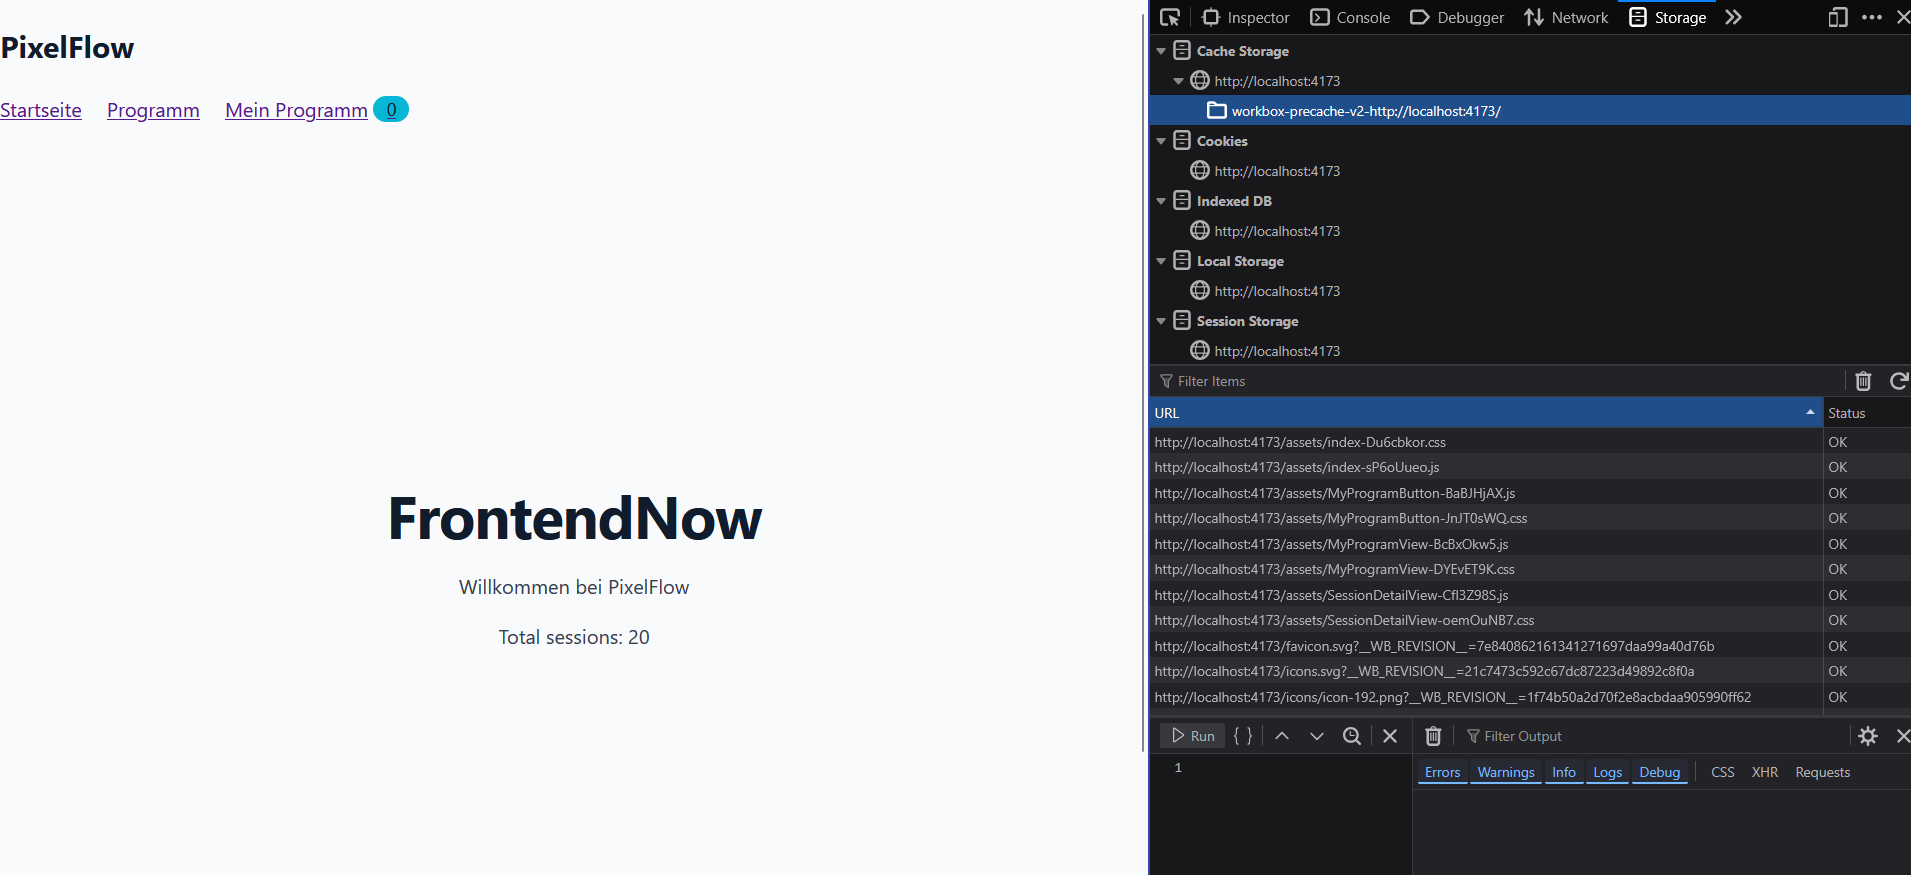 PixelFlow
Startseite Programm Mein Programm 0
FrontendNow
Willkommen bei PixelFlow
Total sessions: 20
Inspector Console Debugger Network Storage
Cache Storage
http://localhost:4173
workbox-precache-v2-http://localhost:4173/
Cookies
http://localhost:4173
Indexed DB
http://localhost:4173
Local Storage
http://localhost:4173
Session Storage
http://localhost:4173
Filter Items
URL Status
http://localhost:4173/assets/index-Du6cbkor.css OK
http://localhost:4173/assets/index-sP6oUueo.js OK
http://localhost:4173/assets/MyProgramButton-BaBJHjAX.js OK
http://localhost:4173/assets/MyProgramButton-JnJT0sWQ.css OK
http://localhost:4173/assets/MyProgramView-BcBxOkw5.js OK
http://localhost:4173/assets/MyProgramView-DYEvET9K.css OK
http://localhost:4173/assets/SessionDetailView-CfI3Z98S.js OK
http://localhost:4173/assets/SessionDetailView-oemOuNB7.css OK
http://localhost:4173/favicon.svg?__WB_REVISION__=7e840862161341271697daa99a40d76b OK
http://localhost:4173/icons.svg?__WB_REVISION__=21c7473c592c67dc87223d49892c8f0a OK
http://localhost:4173/icons/icon-192.png?__WB_REVISION__=1f74b50a2d70f2e8acbdaa905990ff62 OK
Run { } Filter Output
1
Errors Warnings Info Logs Debug CSS XHR Requests